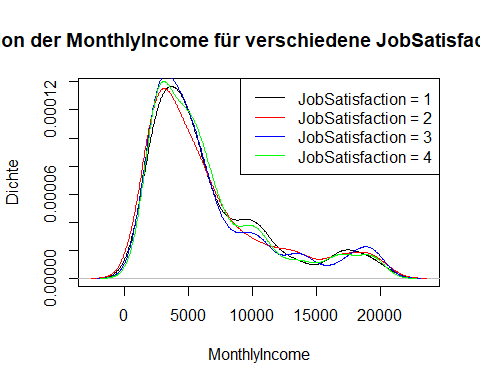 ion der MonthlyIncome für verschiedene JobSatisfac
JobSatisfaction = 1
JobSatisfaction = 2
JobSatisfaction = 3
JobSatisfaction = 4
Dichte
0.00012
0.00006
0.00000
0 5000 10000 15000 20000
MonthlyIncome